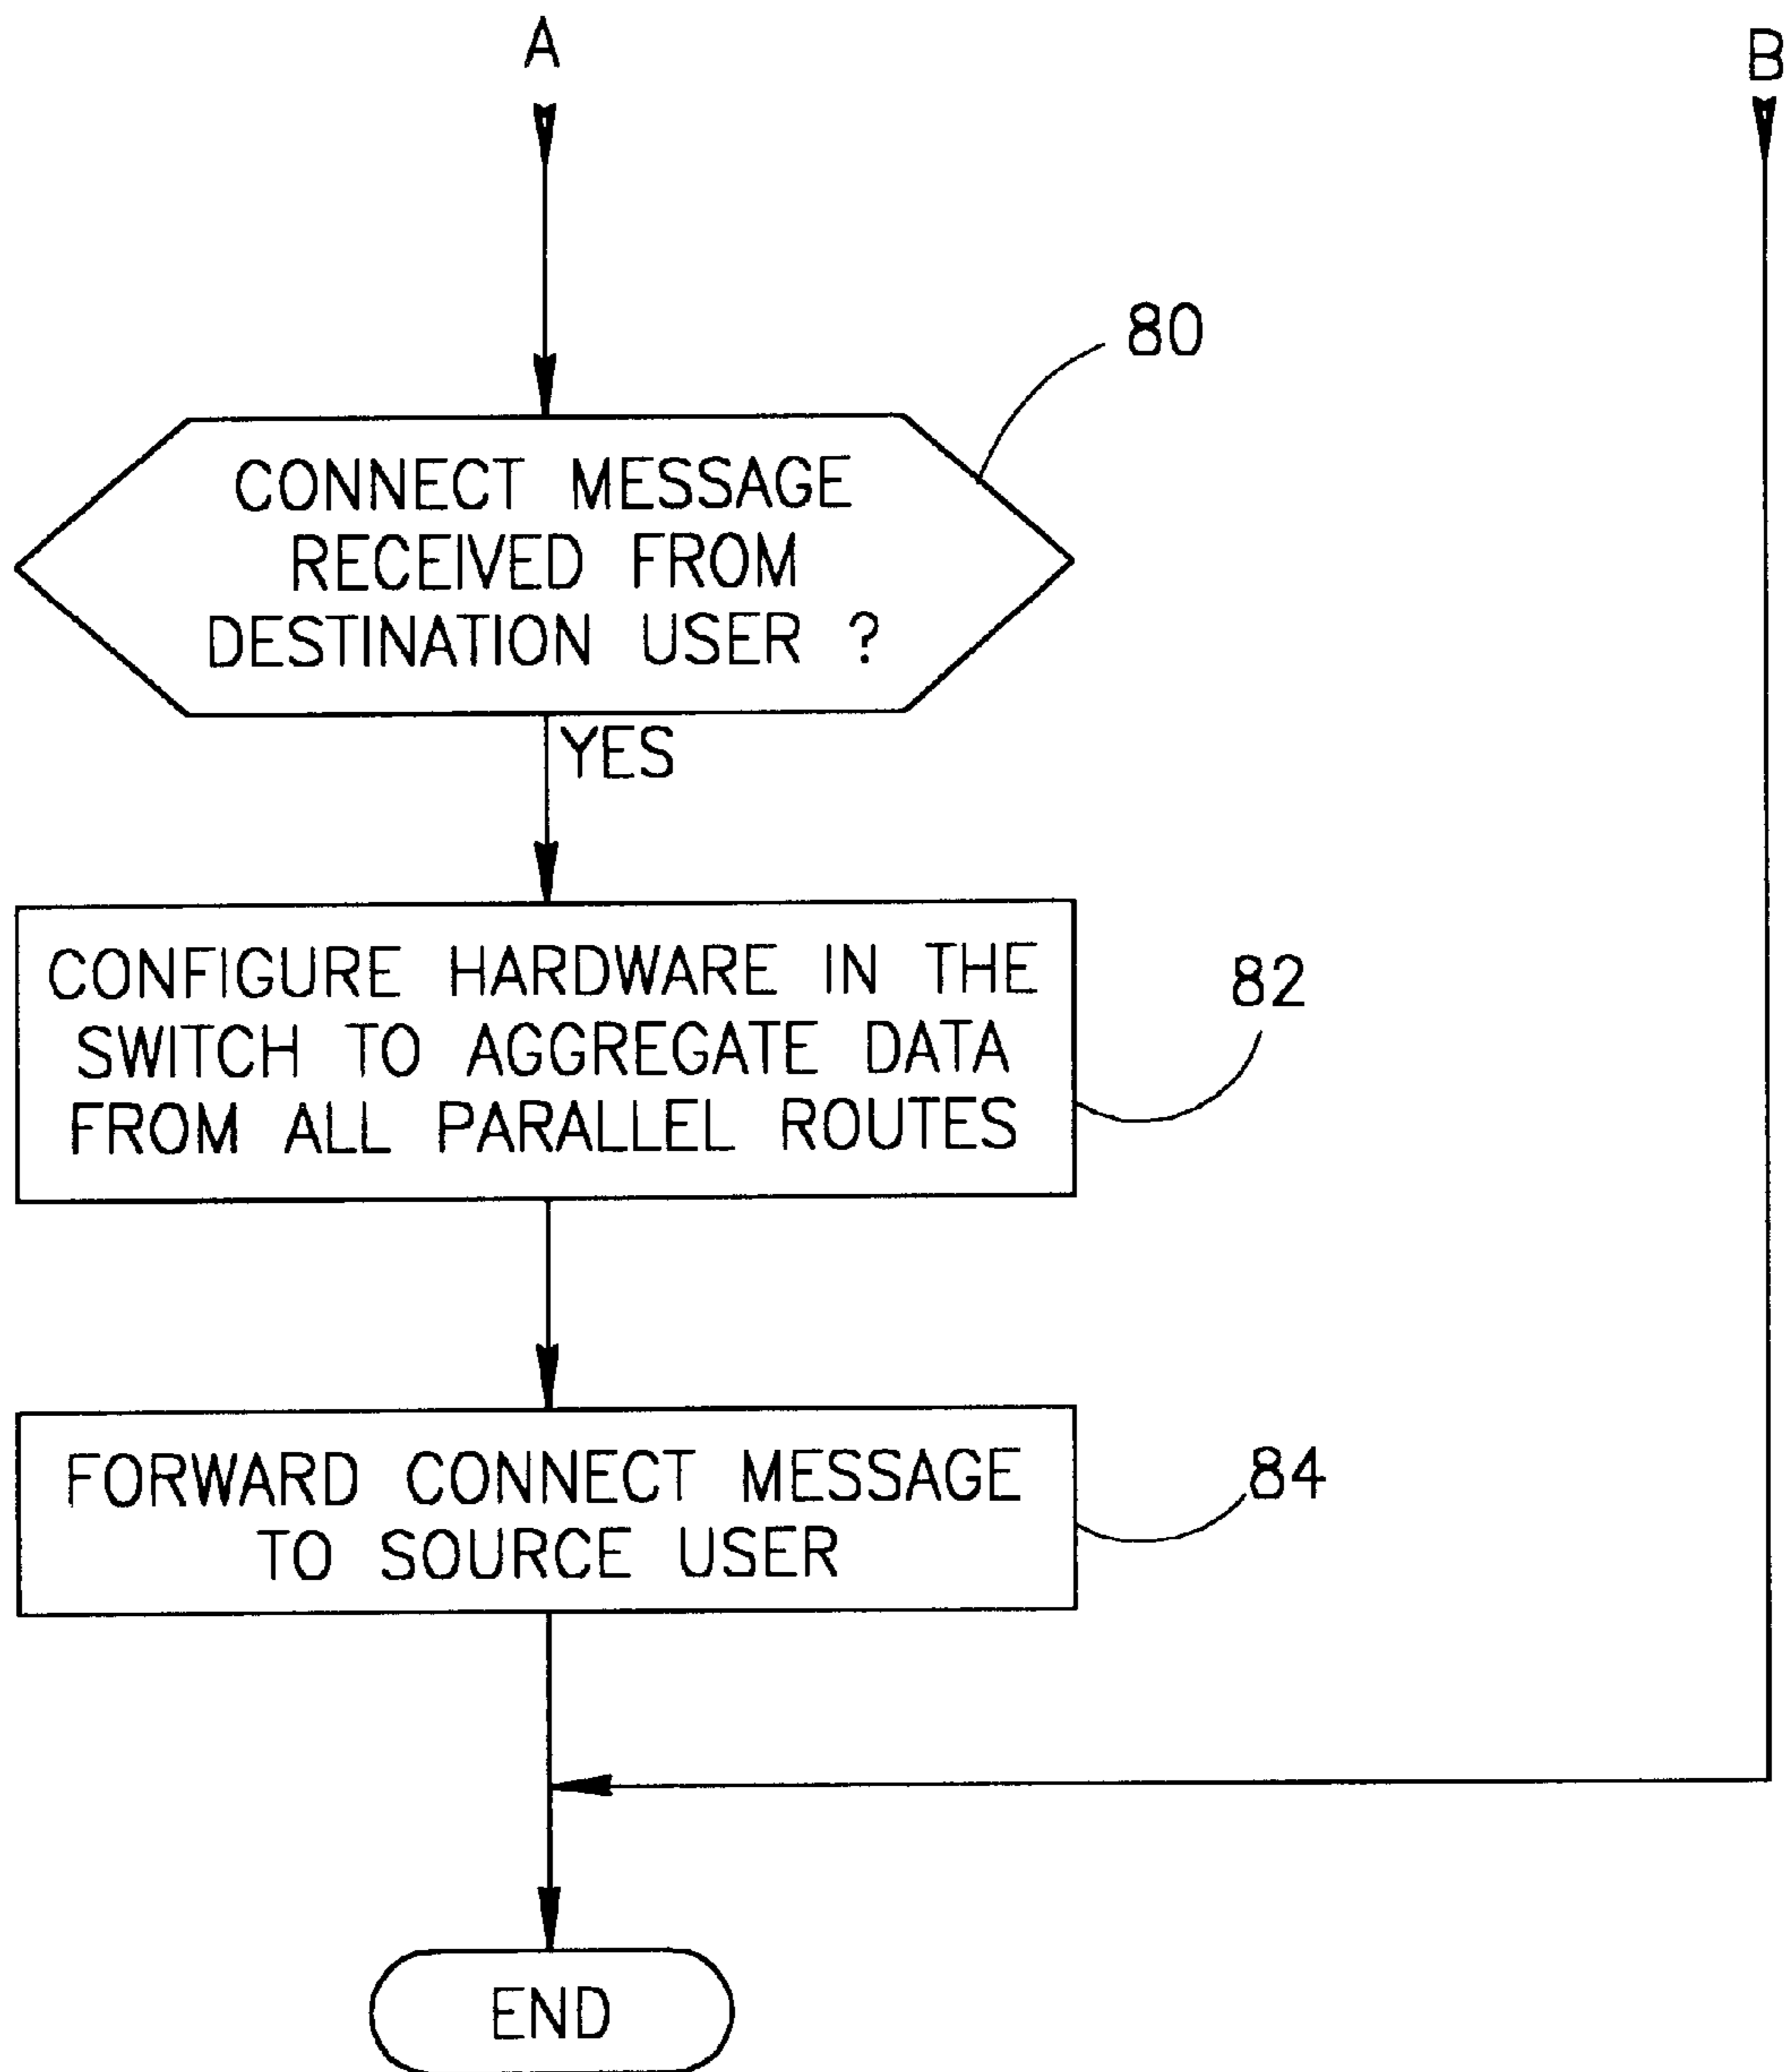 A
B
80
CONNECT MESSAGE
RECEIVED FROM
DESTINATION USER ?
YES
CONFIGURE HARDWARE IN THE
SWITCH TO AGGREGATE DATA
FROM ALL PARALLEL ROUTES
82
FORWARD CONNECT MESSAGE
TO SOURCE USER
84
END